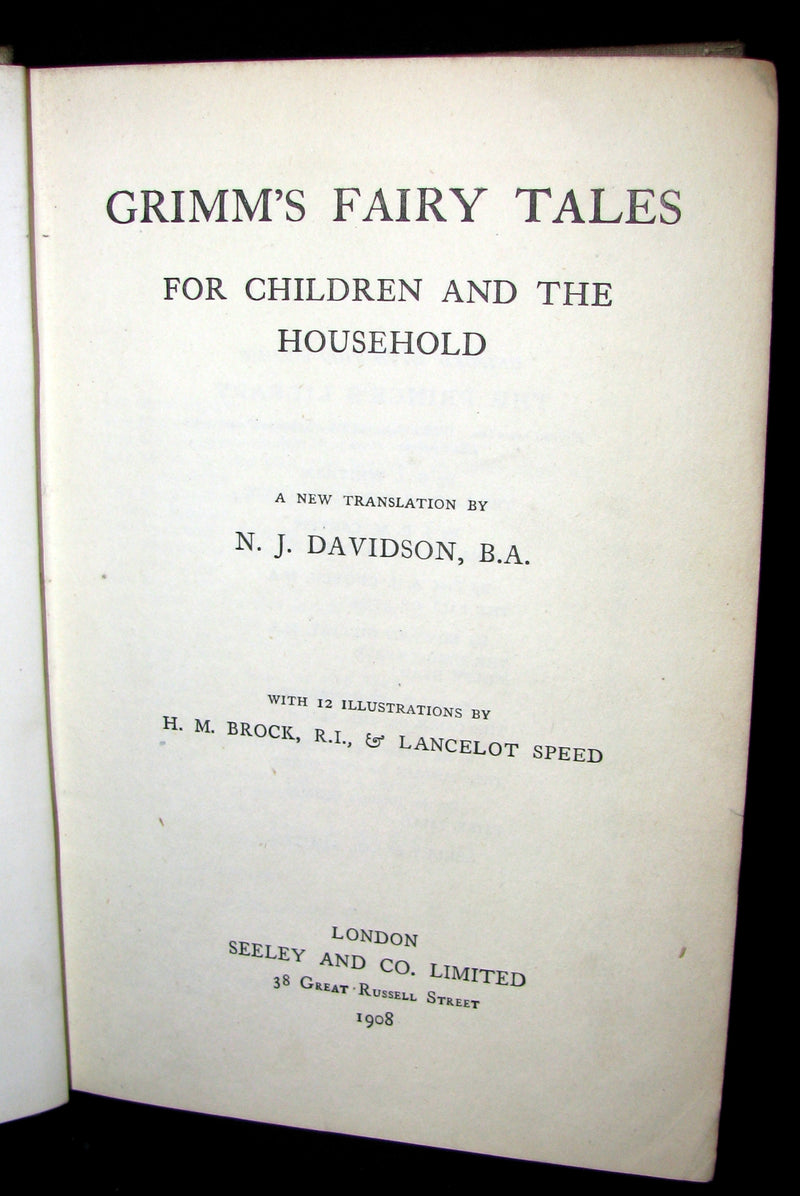 GRIMM'S FAIRY TALES
FOR CHILDREN AND THE
HOUSEHOLD
A NEW TRANSLATION BY
N. J. DAVIDSON, B.A.
WITH 12 ILLUSTRATIONS BY
H. M. BROCK, R.I., & LANCELOT SPEED
LONDON
SEELEY AND CO. LIMITED
38 GREAT RUSSELL STREET
1908